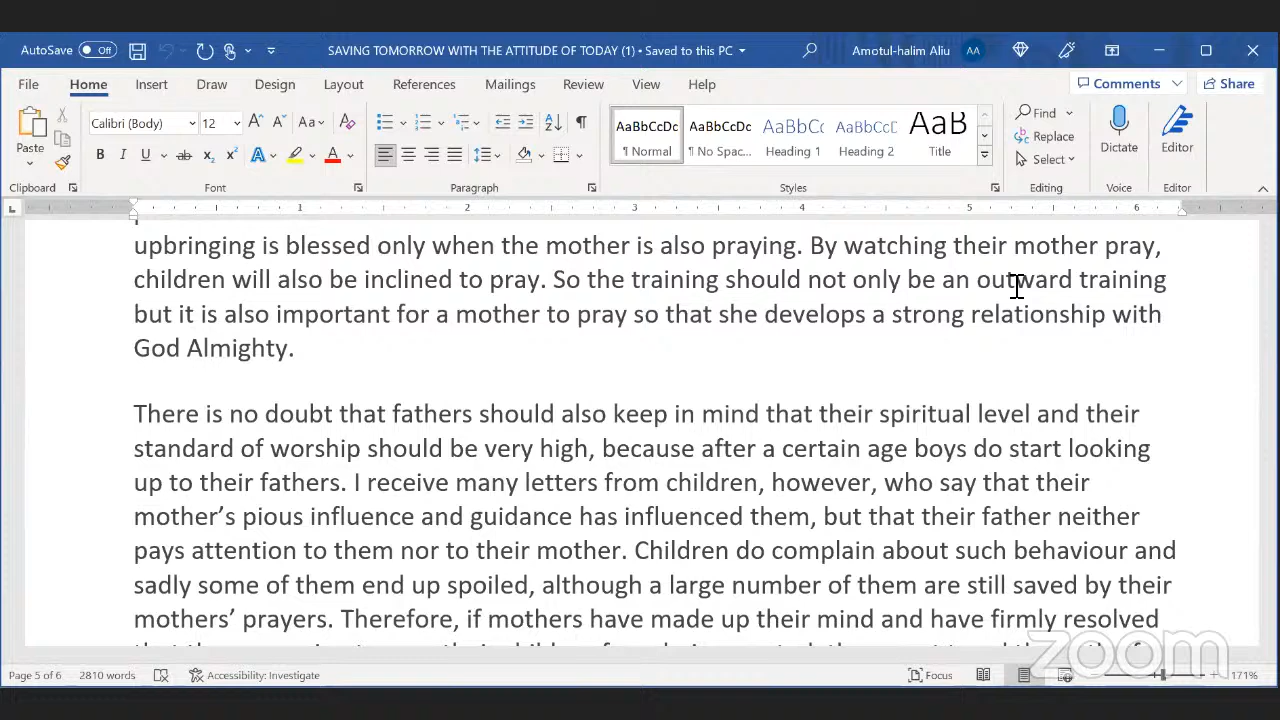 AutoSave Off SAVING TOMORROW WITH THE ATTITUDE OF TODAY (1) • Saved to this PC Amotul-halim Aliu AA
File Home Insert Draw Design Layout References Mailings Review View Help Comments Share
Paste Calibri (Body) 12 Aa AaBbCcDc AaBbCcDc AaBbCc AaBbCcD AaB Find Replace Select Dictate Editor
¶ Normal ¶ No Spac... Heading 1 Heading 2 Title
Clipboard Font Paragraph Styles Editing Voice Editor
1 2 3 4 5 6
upbringing is blessed only when the mother is also praying. By watching their mother pray,
children will also be inclined to pray. So the training should not only be an outward training
but it is also important for a mother to pray so that she develops a strong relationship with
God Almighty.
There is no doubt that fathers should also keep in mind that their spiritual level and their
standard of worship should be very high, because after a certain age boys do start looking
up to their fathers. I receive many letters from children, however, who say that their
mother’s pious influence and guidance has influenced them, but that their father neither
pays attention to them nor to their mother. Children do complain about such behaviour and
sadly some of them end up spoiled, although a large number of them are still saved by their
mothers’ prayers. Therefore, if mothers have made up their mind and have firmly resolved
zoom
Page 5 of 6 2810 words Accessibility: Investigate Focus 171%